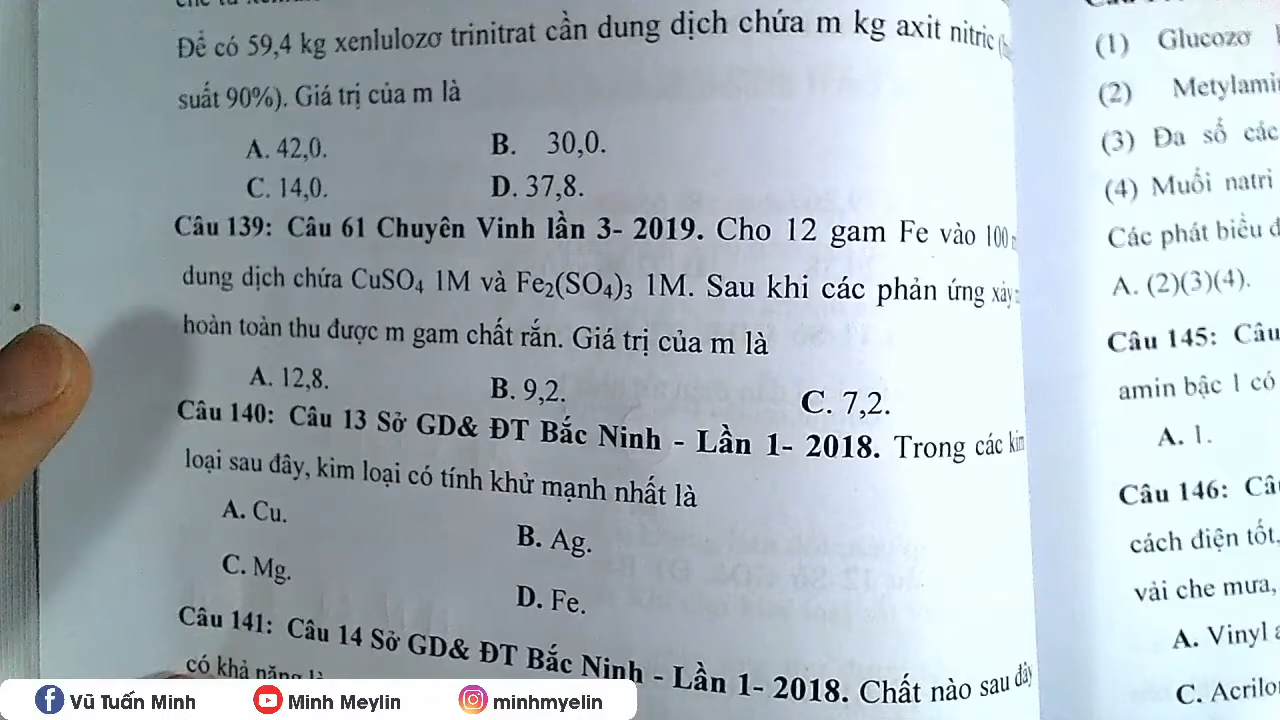 Để có 59,4 kg xenlulozơ trinitrat cần dung dịch chứa m kg axit nitric
suất 90%). Giá trị của m là
A. 42,0. B. 30,0.
C. 14,0. D. 37,8.
Câu 139: Câu 61 Chuyên Vinh lần 3- 2019. Cho 12 gam Fe vào 100
dung dịch chứa CuSO₄ 1M và Fe₂(SO₄)₃ 1M. Sau khi các phản ứng xảy
hoàn toàn thu được m gam chất rắn. Giá trị của m là
A. 12,8. B. 9,2. C. 7,2.
Câu 140: Câu 13 Sở GD& ĐT Bắc Ninh - Lần 1- 2018. Trong các kim
loại sau đây, kim loại có tính khử mạnh nhất là
A. Cu. B. Ag.
C. Mg. D. Fe.
Câu 141: Câu 14 Sở GD& ĐT Bắc Ninh - Lần 1- 2018. Chất nào sau đây
có khả năng là
(1) Glucozơ
(2) Metylamin
(3) Đa số các
(4) Muối natri
Các phát biểu đ
A. (2)(3)(4).
Câu 145: Câu
amin bậc 1 có
A. 1.
Câu 146: Câ
cách điện tốt,
vải che mưa,
A. Vinyl
C. Acrilo
Vũ Tuấn Minh Minh Meylin minhmyelin